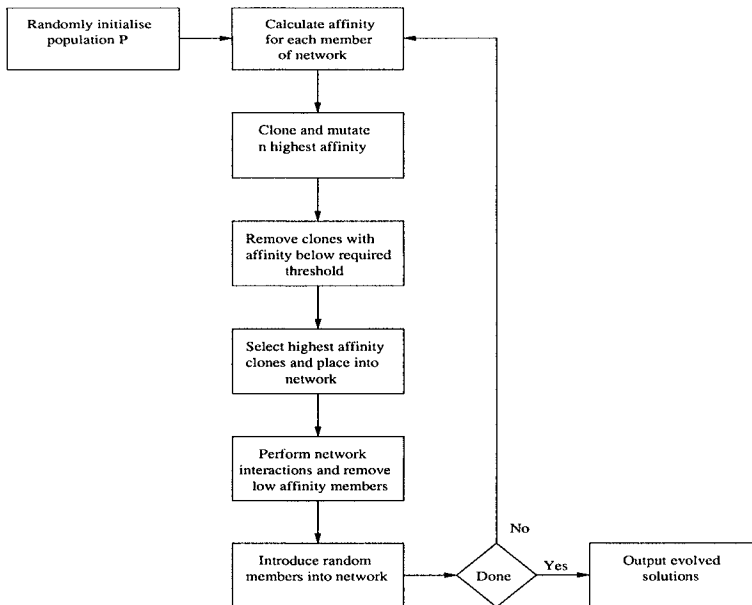 Randomly initialise
population P
Calculate affinity
for each member
of network
Clone and mutate
n highest affinity
Remove clones with
affinity below required
threshold
Select highest affinity
clones and place into
network
Perform network
interactions and remove
low affinity members
Introduce random
members into network
Done
No
Yes
Output evolved
solutions